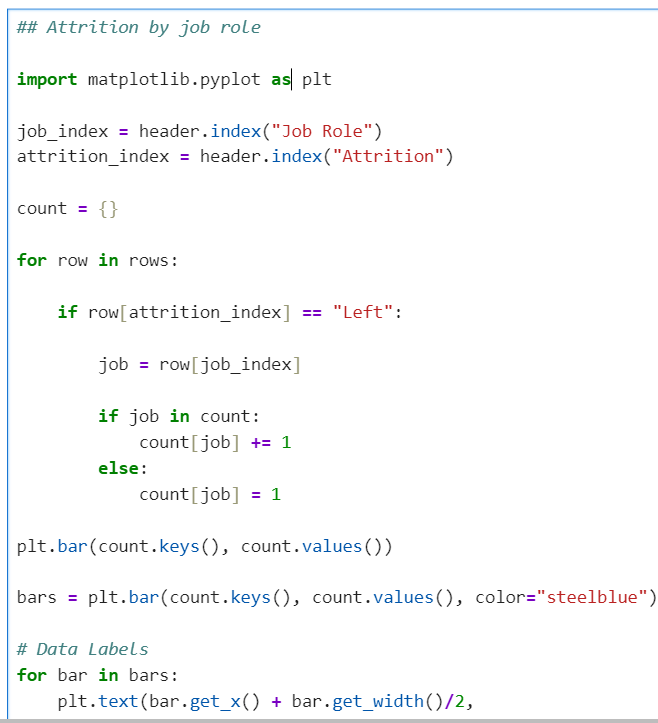 ## Attrition by job role
import matplotlib.pyplot as plt
job_index = header.index("Job Role")
attrition_index = header.index("Attrition")
count = {}
for row in rows:
    if row[attrition_index] == "Left":
        job = row[job_index]
        if job in count:
            count[job] += 1
        else:
            count[job] = 1
plt.bar(count.keys(), count.values())
bars = plt.bar(count.keys(), count.values(), color="steelblue")
# Data Labels
for bar in bars:
    plt.text(bar.get_x() + bar.get_width()/2,